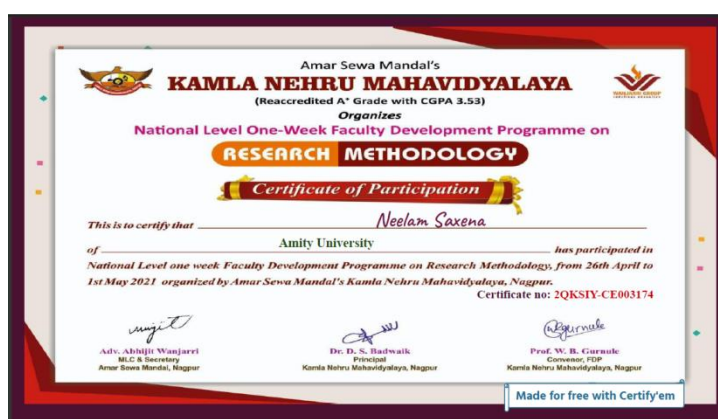 Amar Sewa Mandal's
KAMLA NEHRU MAHAVIDYALAYA
(Reaccredited A+ Grade with CGPA 3.53)
Organizes
National Level One-Week Faculty Development Programme on
RESEARCH METHODOLOGY
Certificate of Participation
This is to certify that Neelam Saxena
of Amity University has participated in
National Level one week Faculty Development Programme on Research Methodology, from 26th April to
1st May 2021 organized by Amar Sewa Mandal's Kamla Nehru Mahavidyalaya, Nagpur.
Certificate no: 2QKSIY-CE003174
Adv. Abhijit Wanjarri
MLC & Secretary
Amar Sewa Mandal, Nagpur
Dr. D. S. Badwaik
Principal
Kamla Nehru Mahavidyalaya, Nagpur
Prof. W. B. Gurnule
Convenor, FDP
Kamla Nehru Mahavidyalaya, Nagpur
Made for free with Certify'em